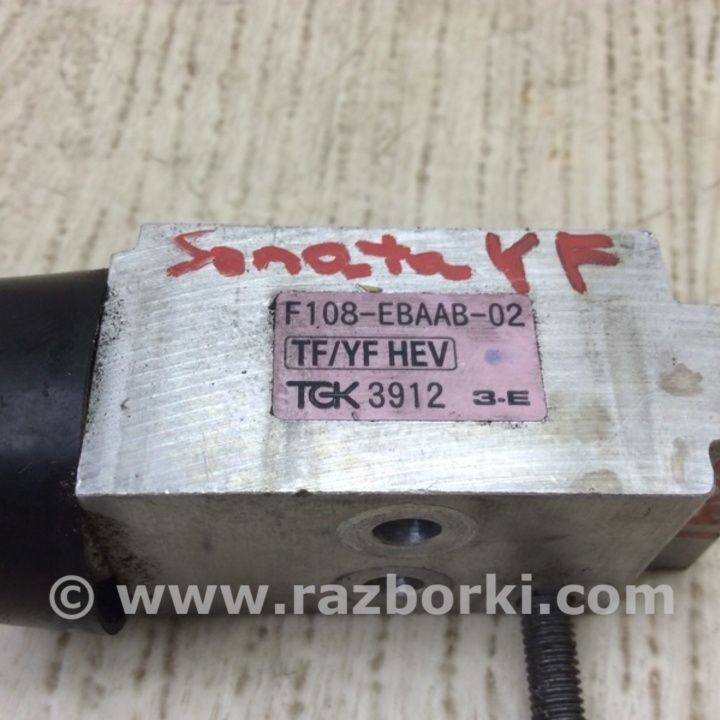 Sonata YF
F108-EBAAB-02
TF/YF HEV
TGK 3912 3-E
© www.razborki.com